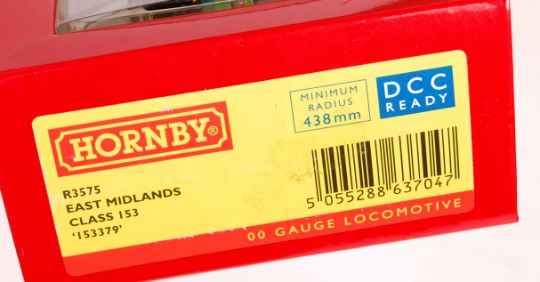 HORNBY®
MINIMUM
RADIUS
438mm
DCC
READY
R3575
EAST MIDLANDS
CLASS 153
'153379'
5 055288 637047
00 GAUGE LOCOMOTIVE